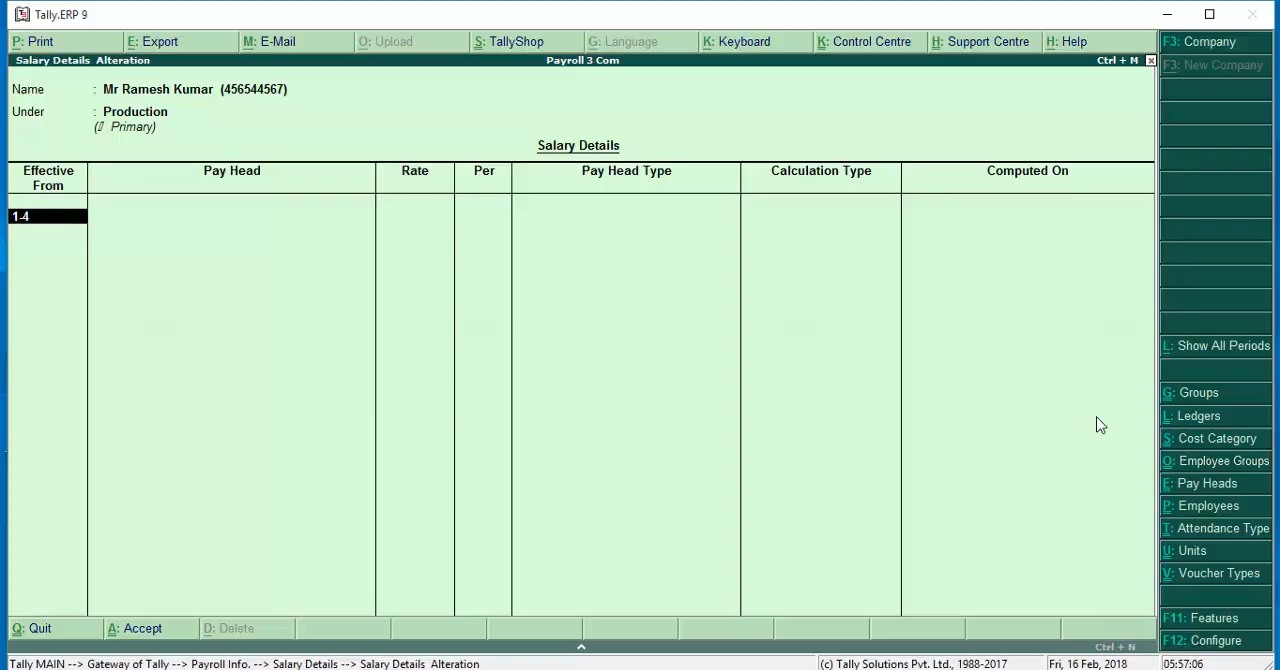 Tally.ERP 9
P: Print E: Export M: E-Mail O: Upload S: TallyShop G: Language K: Keyboard K: Control Centre H: Support Centre H: Help
F3: Company
F3: New Company
Salary Details Alteration Payroll 3 Com Ctrl + M
Name : Mr Ramesh Kumar (456544567)
Under : Production
( Primary)
Salary Details
Effective From Pay Head Rate Per Pay Head Type Calculation Type Computed On
1-4
L: Show All Periods
G: Groups
L: Ledgers
S: Cost Category
O: Employee Groups
E: Pay Heads
P: Employees
T: Attendance Type
U: Units
V: Voucher Types
F11: Features
F12: Configure
Q: Quit A: Accept D: Delete
Ctrl + N
Tally MAIN --> Gateway of Tally --> Payroll Info. --> Salary Details --> Salary Details Alteration (c) Tally Solutions Pvt. Ltd., 1988-2017 Fri, 16 Feb, 2018 05:57:06